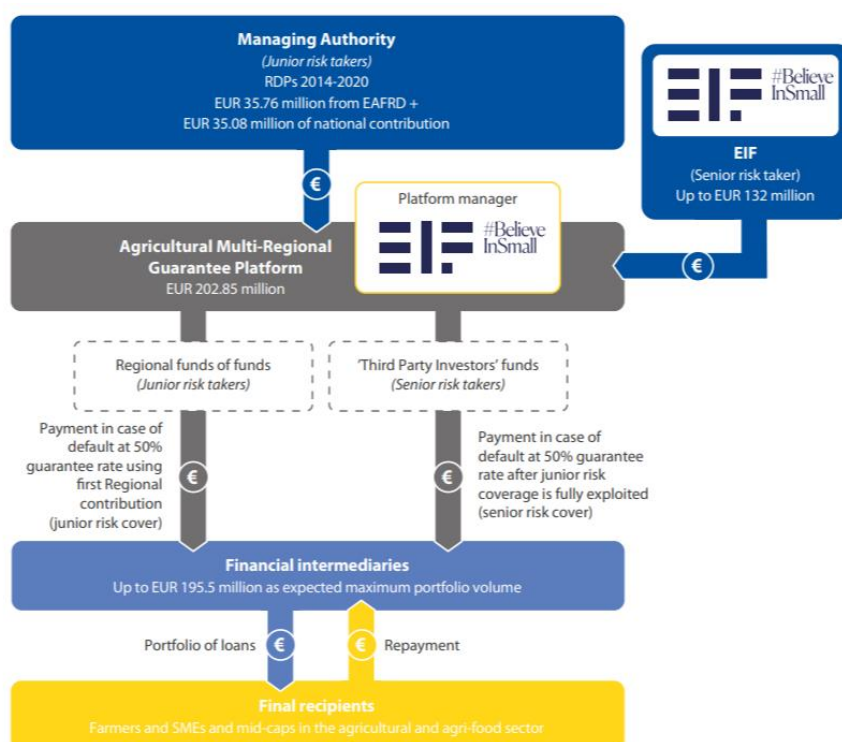 Managing Authority
(Junior risk takers)
RDPs 2014-2020
EUR 35.76 million from EAFRD +
EUR 35.08 million of national contribution
€
EIF
#Believe
InSmall
EIF
(Senior risk taker)
Up to EUR 132 million
€
Platform manager
EIF
#Believe
InSmall
Agricultural Multi-Regional
Guarantee Platform
EUR 202.85 million
Regional funds of funds
(Junior risk takers)
'Third Party Investors' funds
(Senior risk takers)
Payment in case of
default at 50%
guarantee rate using
first Regional
contribution
(junior risk cover)
€
€
Payment in case of
default at 50% guarantee
rate after junior risk
coverage is fully exploited
(senior risk cover)
Financial intermediaries
Up to EUR 195.5 million as expected maximum portfolio volume
Portfolio of loans
€
€
Repayment
Final recipients
Farmers and SMEs and mid-caps in the agricultural and agri-food sector